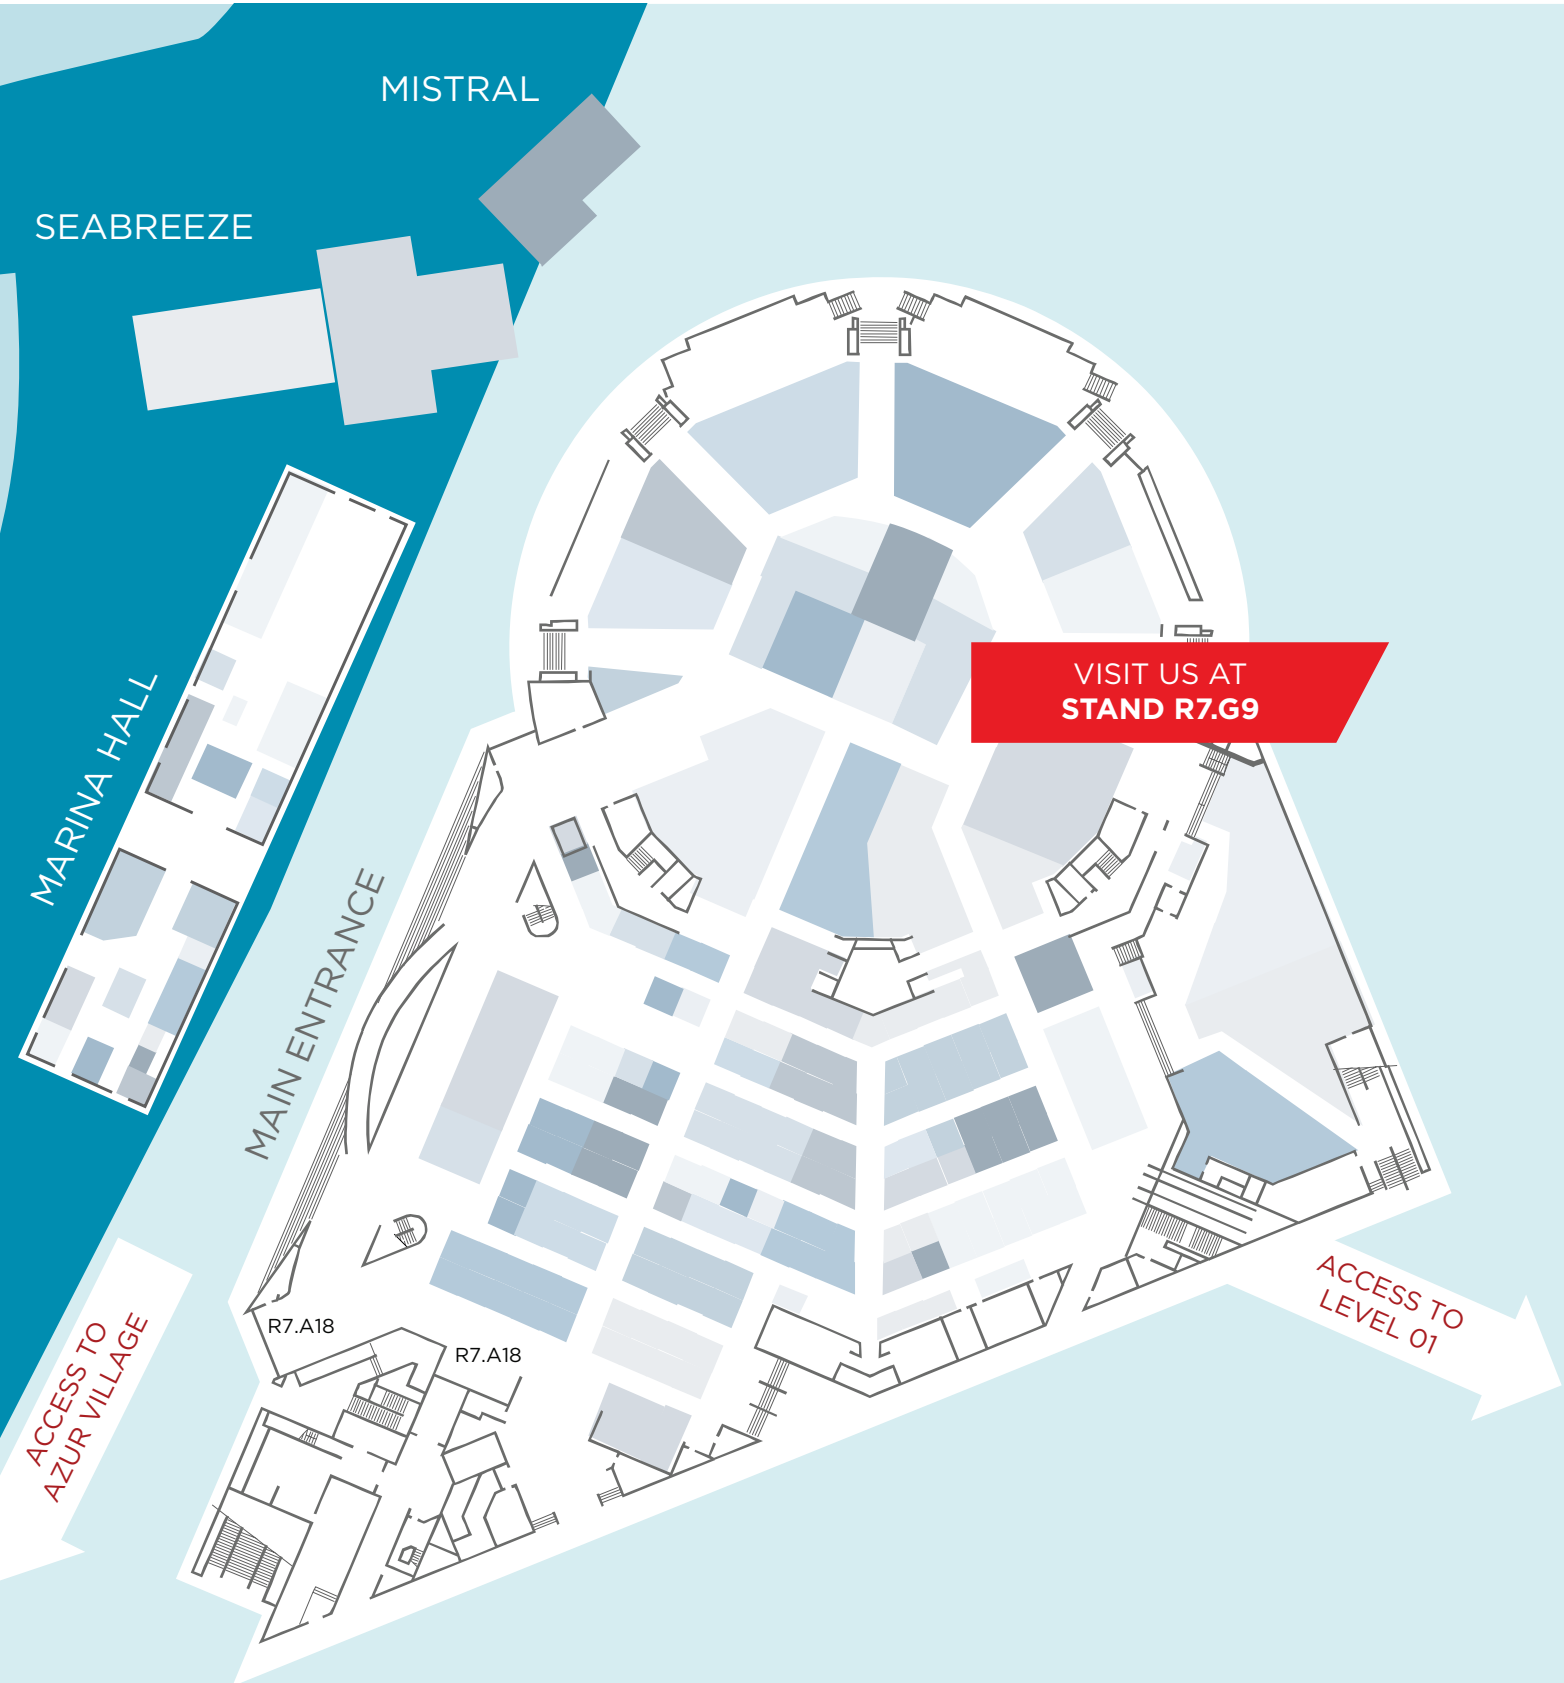 MISTRAL
SEABREEZE
VISIT US AT
STAND R7.G9
MARINA HALL
MAIN ENTRANCE
ACCESS TO
LEVEL 01
R7.A18
R7.A18
ACCESS TO
AZUR VILLAGE